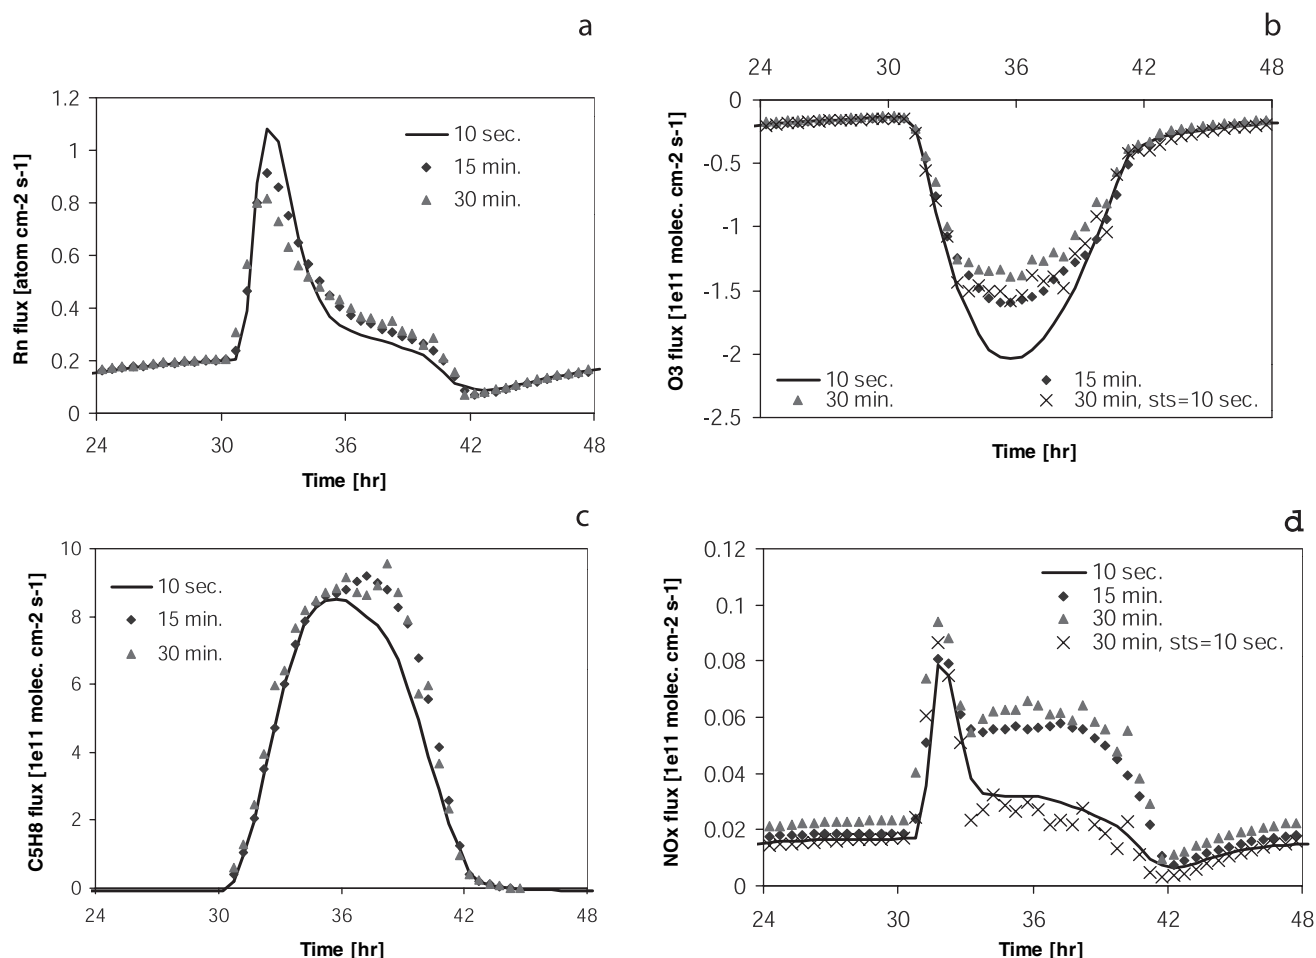 a
1.2
1
0.8
0.6
0.4
0.2
0
24
30
36
42
48
Rn flux [atom cm-2 s-1]
Time [hr]
10 sec.
15 min.
30 min.
b
24
30
36
42
48
0
-0.5
-1
-1.5
-2
-2.5
O3 flux [1e11 molec. cm-2 s-1]
Time [hr]
10 sec.
15 min.
30 min.
30 min, sts=10 sec.
c
10
8
6
4
2
0
24
30
36
42
48
C5H8 flux [1e11 molec. cm-2 s-1]
Time [hr]
10 sec.
15 min.
30 min.
d
0.12
0.1
0.08
0.06
0.04
0.02
0
24
30
36
42
48
NOx flux [1e11 molec. cm-2 s-1]
Time [hr]
10 sec.
15 min.
30 min.
30 min, sts=10 sec.